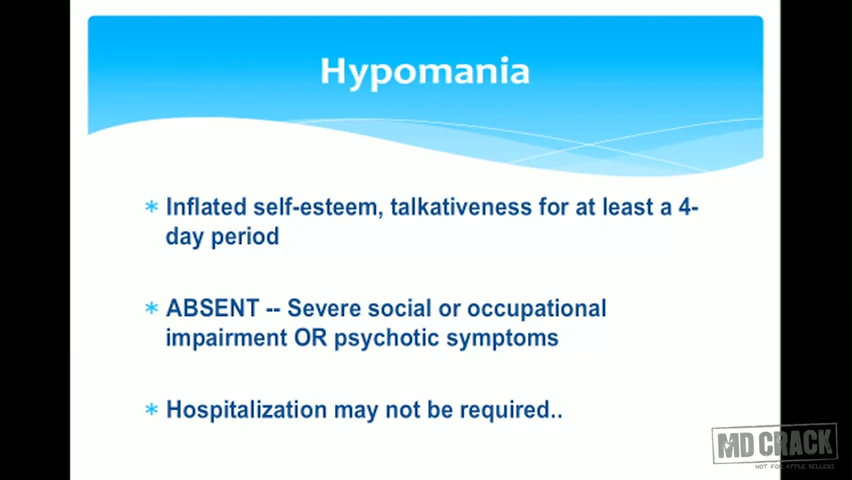 Hypomania
* Inflated self-esteem, talkativeness for at least a 4-
day period
* ABSENT -- Severe social or occupational
impairment OR psychotic symptoms
* Hospitalization may not be required..
MD CRACK
NOT FOR APPLE SELLERS